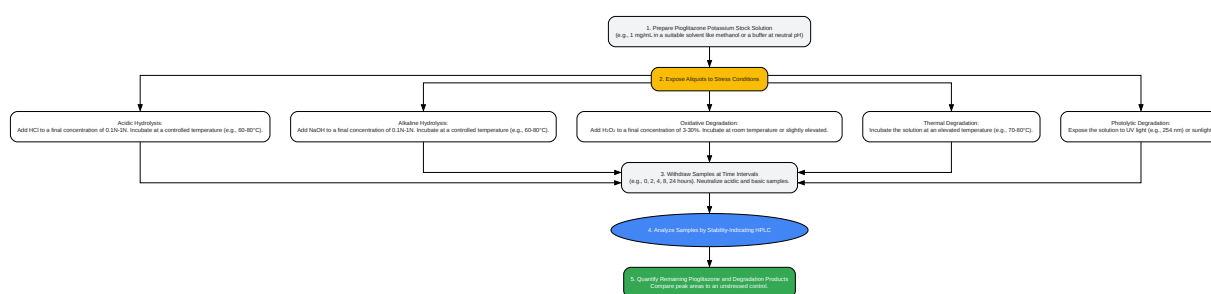 1. Prepare Pioglitazone Potassium Stock Solution
(e.g., 1 mg/mL in a suitable solvent like methanol or a buffer at neutral pH)
2. Expose Aliquots to Stress Conditions
Acidic Hydrolysis:
Add HCl to a final concentration of 0.1N-1N. Incubate at a controlled temperature (e.g., 60-80°C).
Alkaline Hydrolysis:
Add NaOH to a final concentration of 0.1N-1N. Incubate at a controlled temperature (e.g., 60-80°C).
Oxidative Degradation:
Add H₂O₂ to a final concentration of 3-30%. Incubate at room temperature or slightly elevated.
Thermal Degradation:
Incubate the solution at an elevated temperature (e.g., 70-80°C).
Photolytic Degradation:
Expose the solution to UV light (e.g., 254 nm) or sunlight
3. Withdraw Samples at Time Intervals
(e.g., 0, 2, 4, 8, 24 hours). Neutralize acidic and basic samples.
4. Analyze Samples by Stability-Indicating HPLC
5. Quantify Remaining Pioglitazone and Degradation Products
Compare peak areas to an unstressed control.